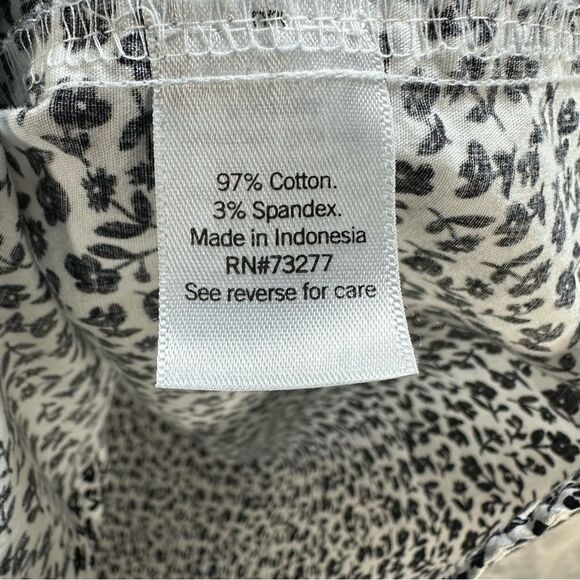 97% Cotton.
3% Spandex.
Made in Indonesia
RN#73277
See reverse for care